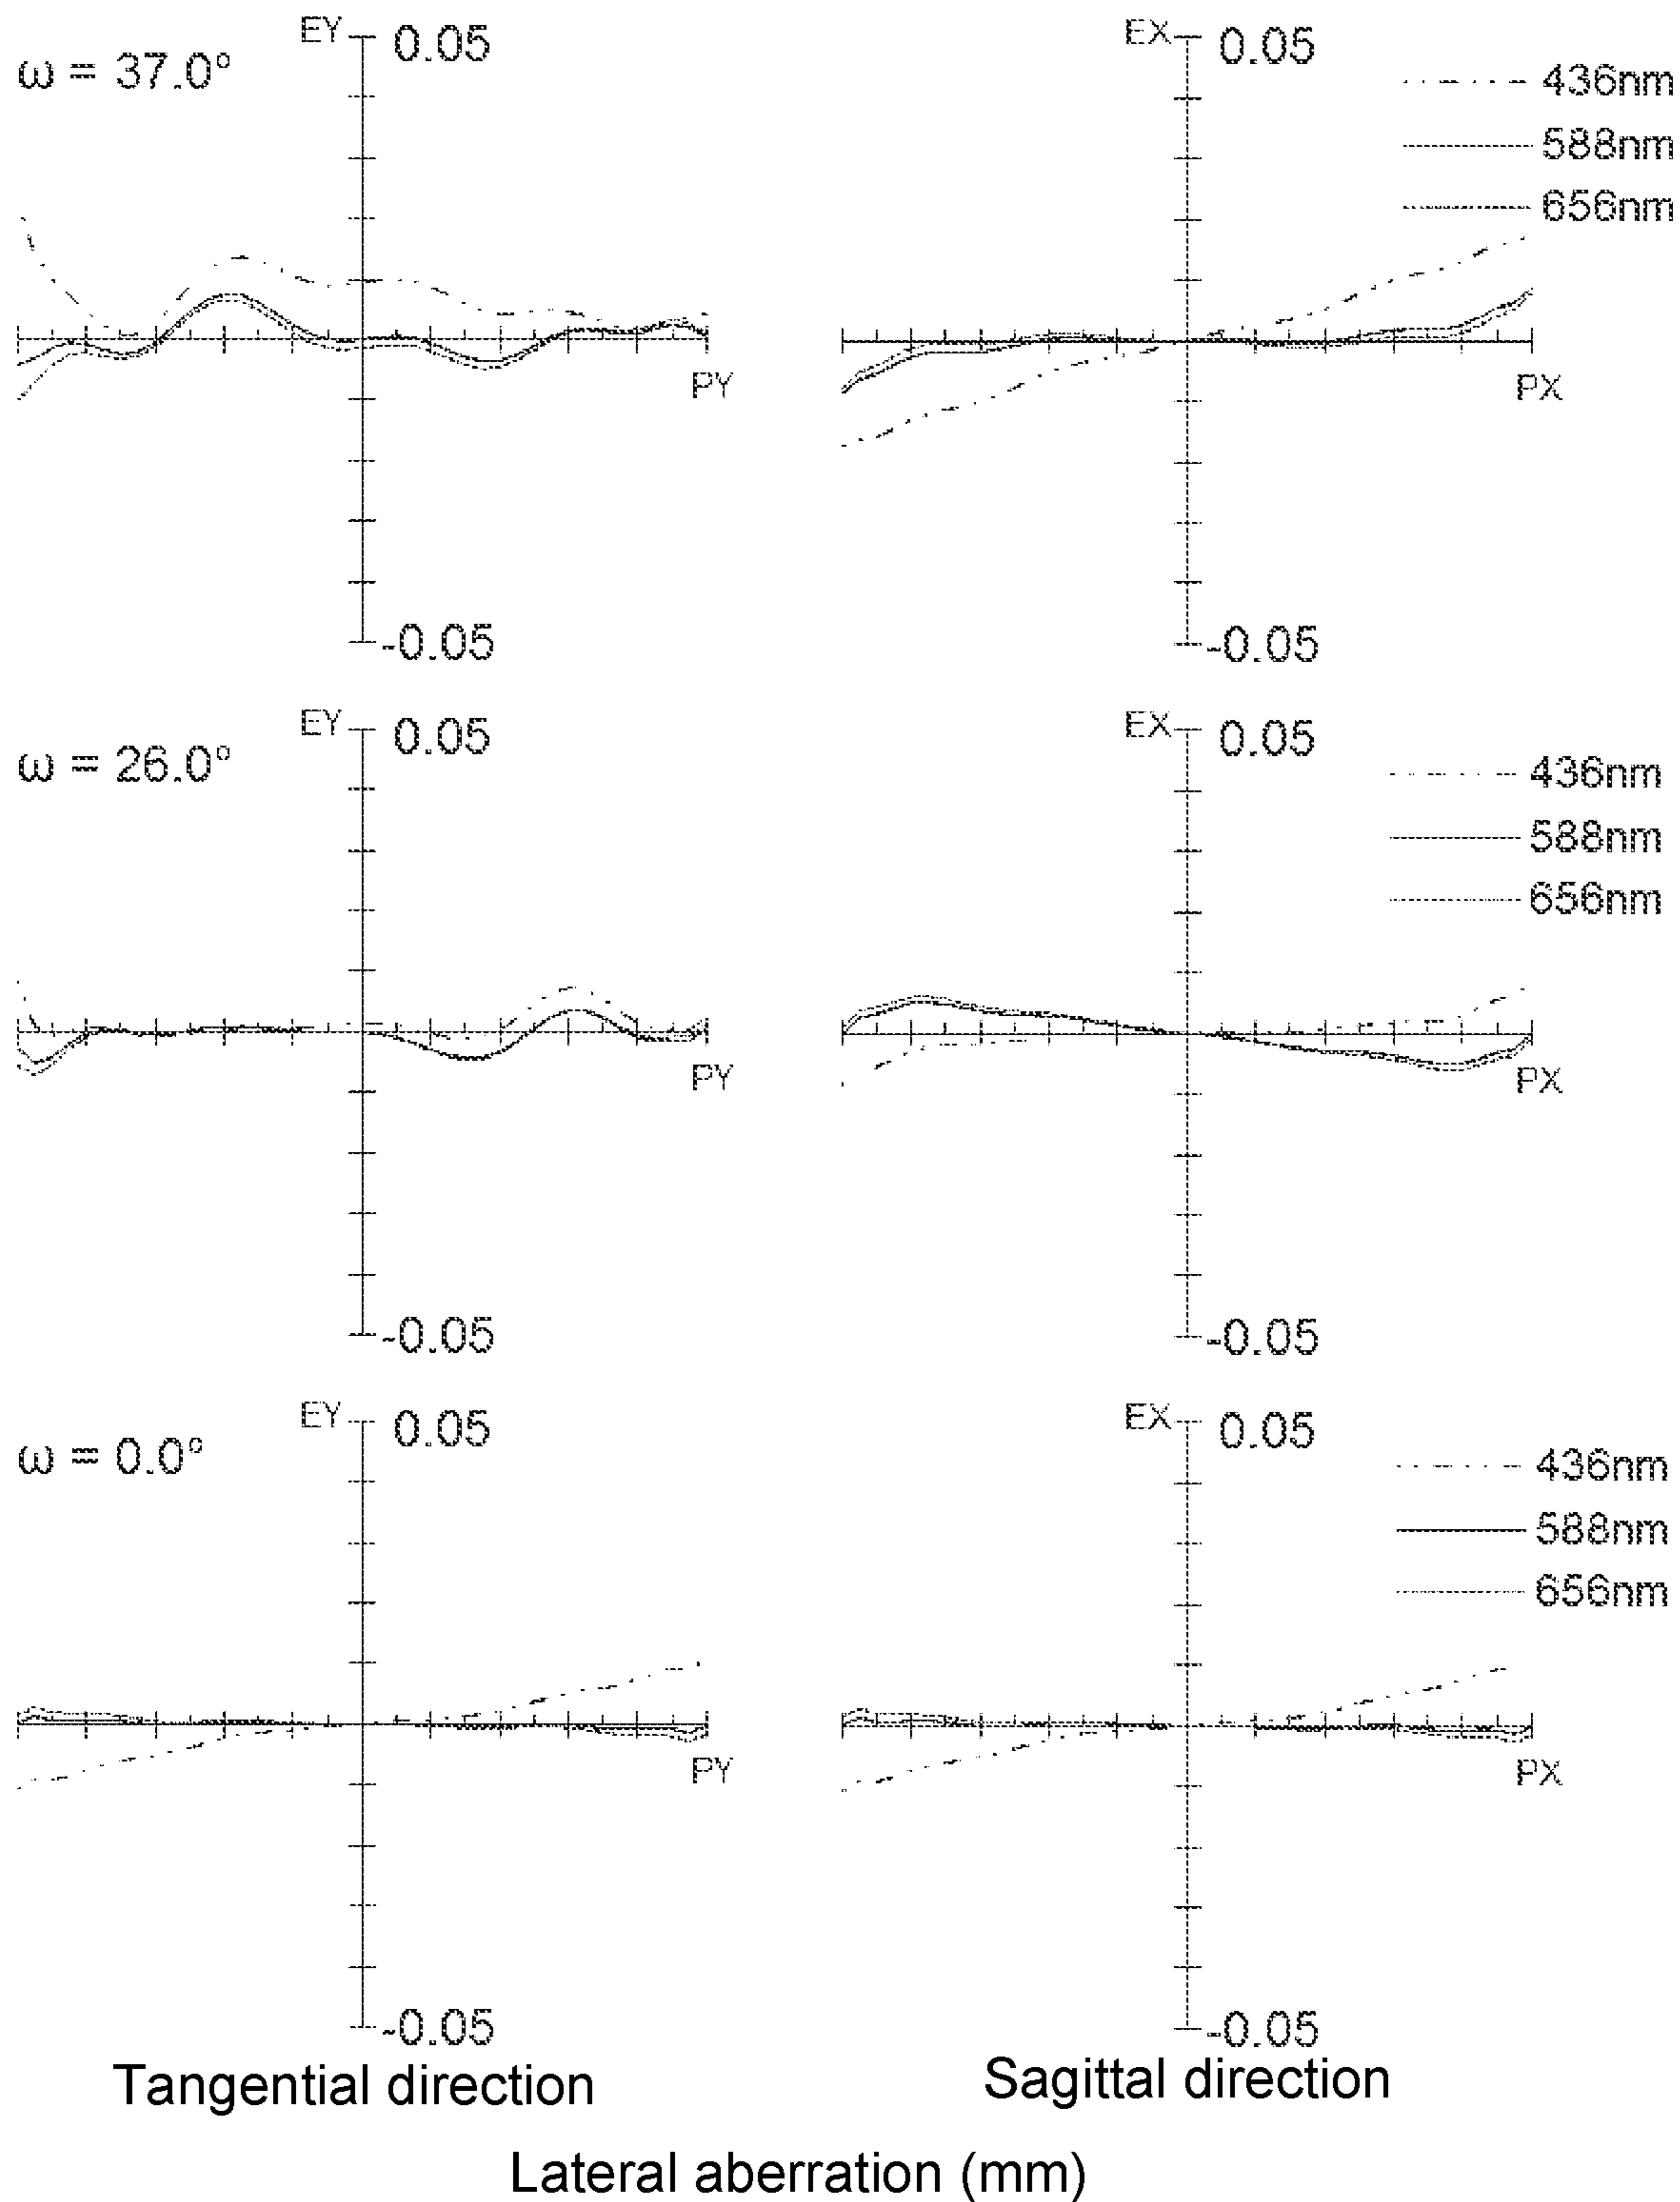 ω = 37.0°
EY 0.05
EX 0.05
436nm
588nm
656nm
PY
PX
-0.05
-0.05
ω = 26.0°
EY 0.05
EX 0.05
436nm
588nm
656nm
PY
PX
-0.05
-0.05
ω = 0.0°
EY 0.05
EX 0.05
436nm
588nm
656nm
PY
PX
-0.05
-0.05
Tangential direction
Sagittal direction
Lateral aberration (mm)